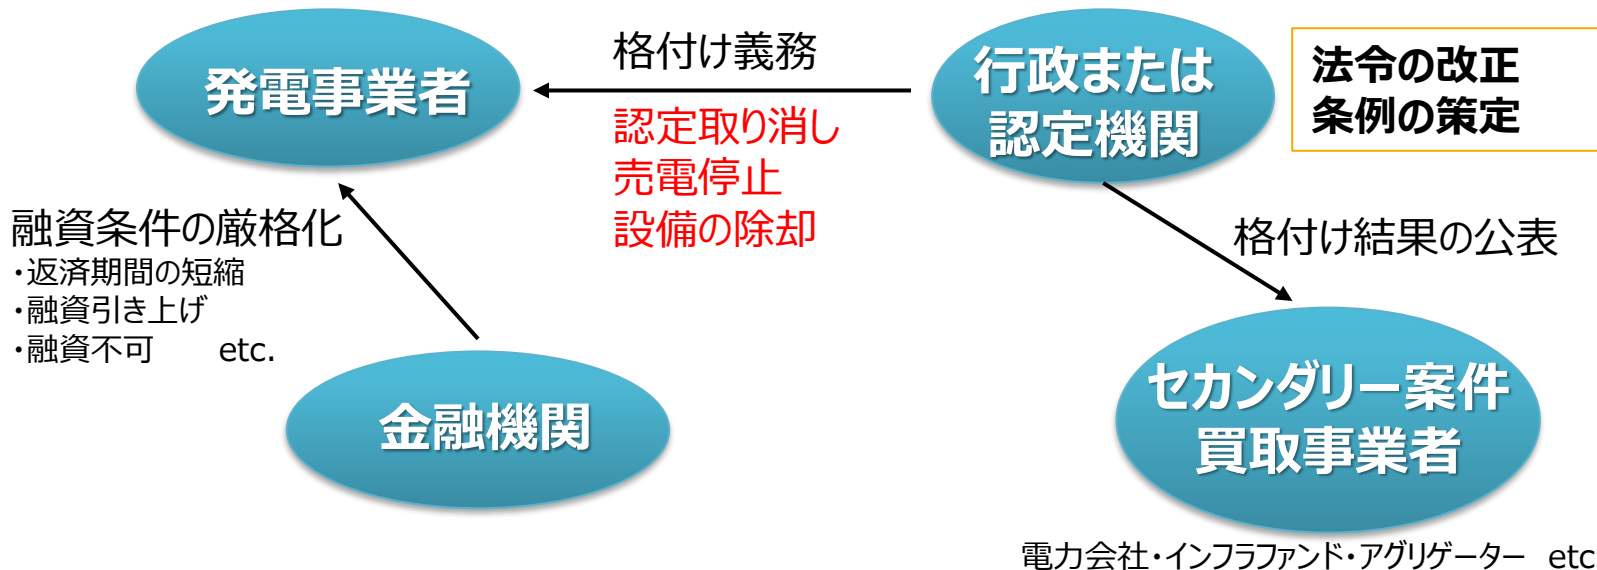 発電事業者
格付け義務
認定取り消し
売電停止
設備の除却
行政または
認定機関
法令の改正
条例の策定
融資条件の厳格化
・返済期間の短縮
・融資引き上げ
・融資不可　　etc.
格付け結果の公表
金融機関
セカンダリー案件
買取事業者
電力会社・インフラファンド・アグリゲーター　etc